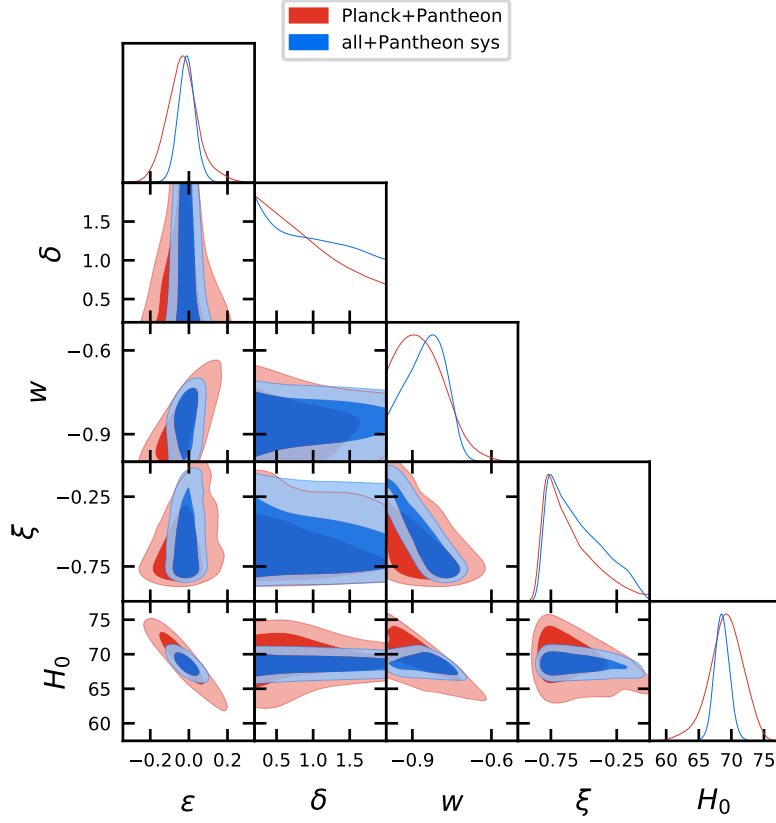 Planck+Pantheon
all+Pantheon sys
δ
1.5
1.0
0.5
w
−0.6
−0.9
ξ
−0.25
−0.75
H₀
75
70
65
60
−0.2 0.0 0.2
0.5 1.0 1.5
−0.9 −0.6
−0.75 −0.25
60 65 70 75
ε
δ
w
ξ
H₀